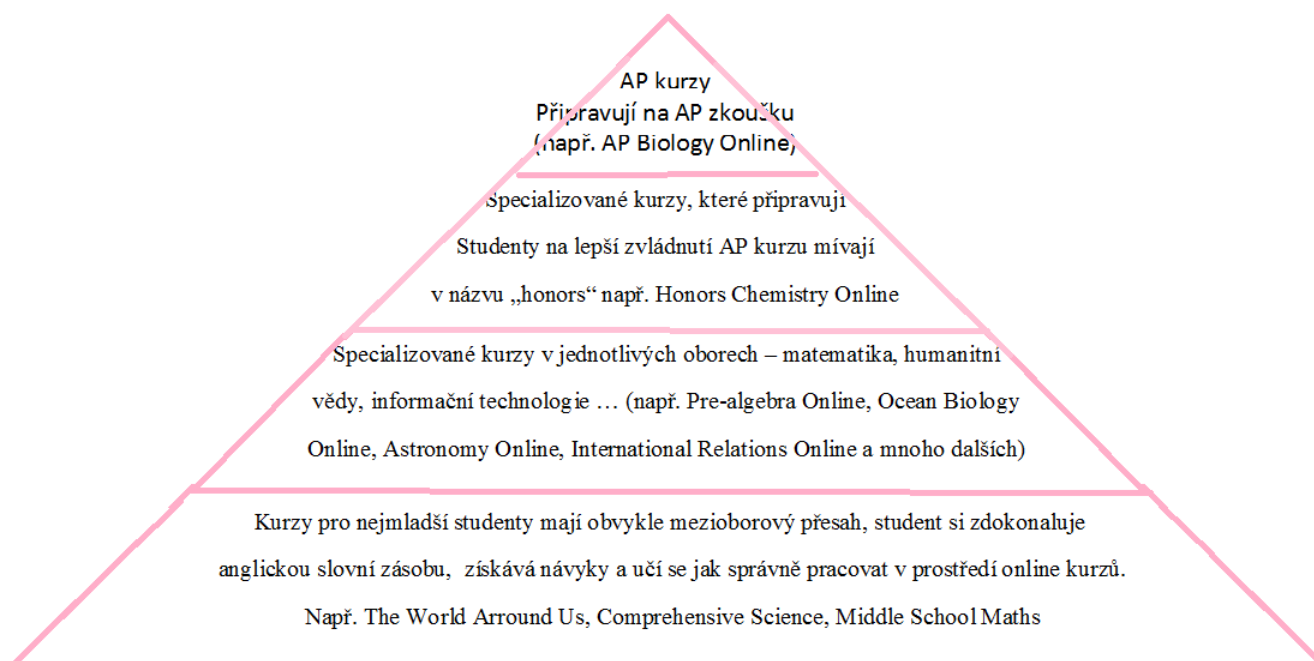 AP kurzy
Připravují na AP zkoušku
(např. AP Biology Online)
Specializované kurzy, které připravují
Studenty na lepší zvládnutí AP kurzu mívají
v názvu „honors“ např. Honors Chemistry Online
Specializované kurzy v jednotlivých oborech – matematika, humanitní
vědy, informační technologie … (např. Pre-algebra Online, Ocean Biology
Online, Astronomy Online, International Relations Online a mnoho dalších)
Kurzy pro nejmladší studenty mají obvykle mezioborový přesah, student si zdokonaluje
anglickou slovní zásobu, získává návyky a učí se jak správně pracovat v prostředí online kurzů.
Např. The World Arround Us, Comprehensive Science, Middle School Maths